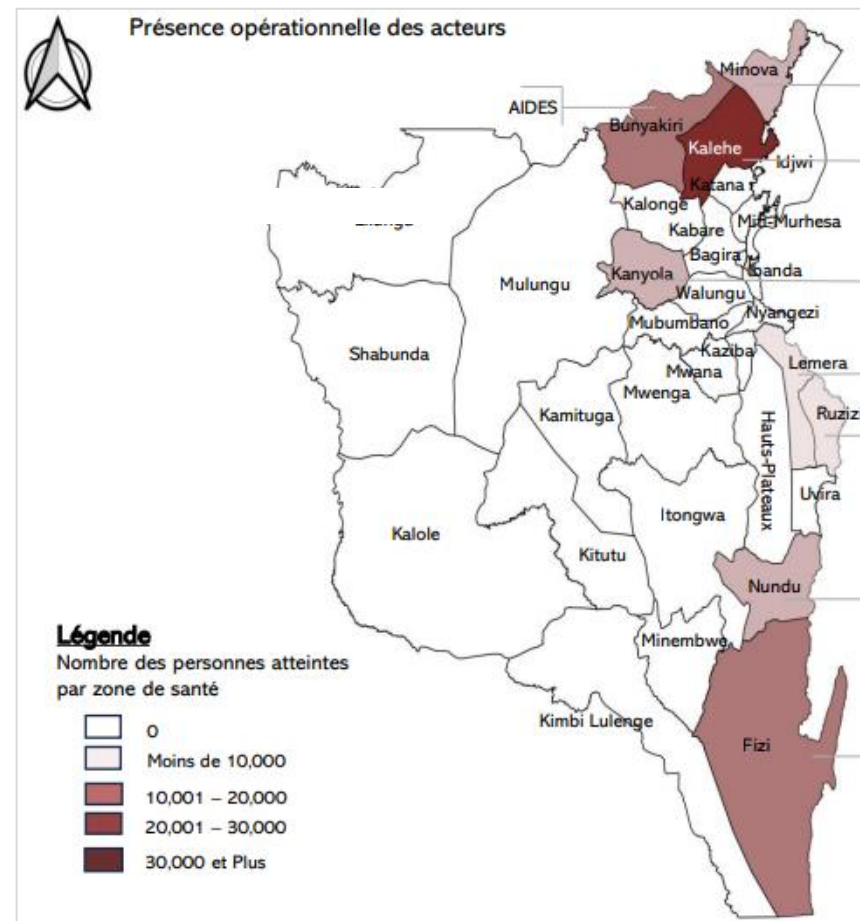 Présence opérationnelle des acteurs
Minova
AIDES
Bunyakiri
Kalehe
Idjwi
Katana
Kalonge
Miti-Murhesa
Kabare
Bagira
Ibanda
Kanyola
Mulungu
Walungu
Nyangezi
Mubumbano
Shabunda
Kaziba
Lemera
Mwana
Mwenga
Kamituga
Ruzizi
Hauts-Plateaux
Uvira
Itongwa
Kalole
Kitutu
Nundu
Minembwe
Kimbi Lulenge
Fizi
Légende
Nombre des personnes atteintes
par zone de santé
0
Moins de 10,000
10,001 – 20,000
20,001 – 30,000
30,000 et Plus